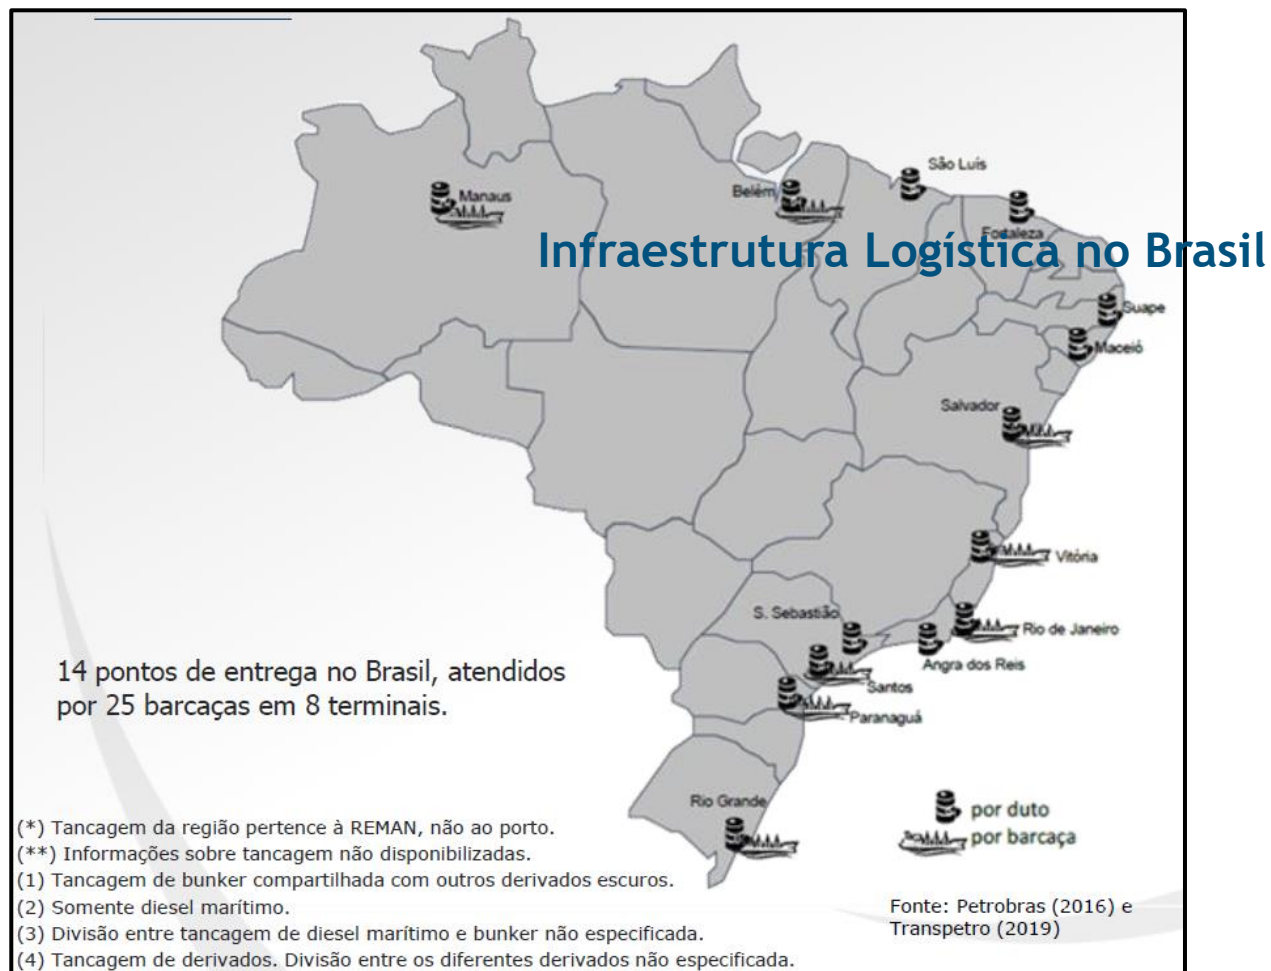 São Luís
Manaus
Belém
Fortaleza
Infraestrutura Logística no Brasil
Suape
Maceió
Salvador
Vitória
S. Sebastião
Rio de Janeiro
Angra dos Reis
Santos
Paranaguá
14 pontos de entrega no Brasil, atendidos
por 25 barcaças em 8 terminais.
Rio Grande
por duto
por barcaça
(*) Tancagem da região pertence à REMAN, não ao porto.
(**) Informações sobre tancagem não disponibilizadas.
(1) Tancagem de bunker compartilhada com outros derivados escuros.
(2) Somente diesel marítimo.
(3) Divisão entre tancagem de diesel marítimo e bunker não especificada.
(4) Tancagem de derivados. Divisão entre os diferentes derivados não especificada.
Fonte: Petrobras (2016) e
Transpetro (2019)